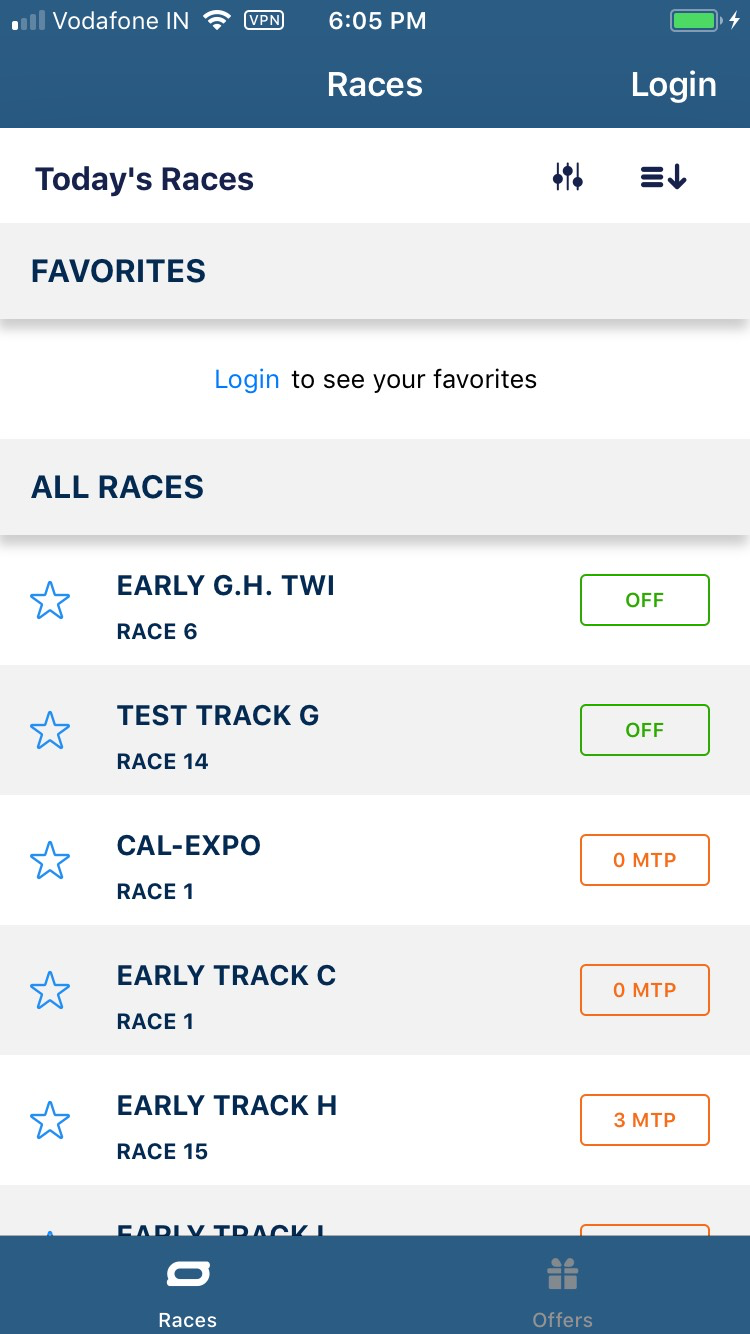 Vodafone IN VPN 6:05 PM
Races Login
Today's Races
FAVORITES
Login to see your favorites
ALL RACES
EARLY G.H. TWI
RACE 6
OFF
TEST TRACK G
RACE 14
OFF
CAL-EXPO
RACE 1
0 MTP
EARLY TRACK C
RACE 1
0 MTP
EARLY TRACK H
RACE 15
3 MTP
EARLY TRACK
Races Offers